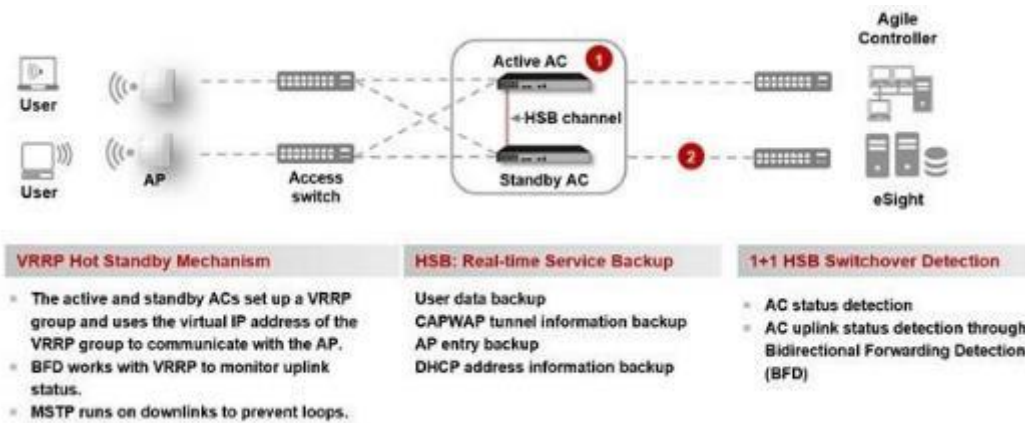 Agile
Controller
Active AC
1
User
HSB channel
2
User
AP
Access
switch
Standby AC
eSight
VRRP Hot Standby Mechanism
The active and standby ACs set up a VRRP
group and uses the virtual IP address of the
VRRP group to communicate with the AP.
BFD works with VRRP to monitor uplink
status.
MSTP runs on downlinks to prevent loops.
HSB: Real-time Service Backup
User data backup
CAPWAP tunnel information backup
AP entry backup
DHCP address information backup
1+1 HSB Switchover Detection
AC status detection
AC uplink status detection through
Bidirectional Forwarding Detection
(BFD)